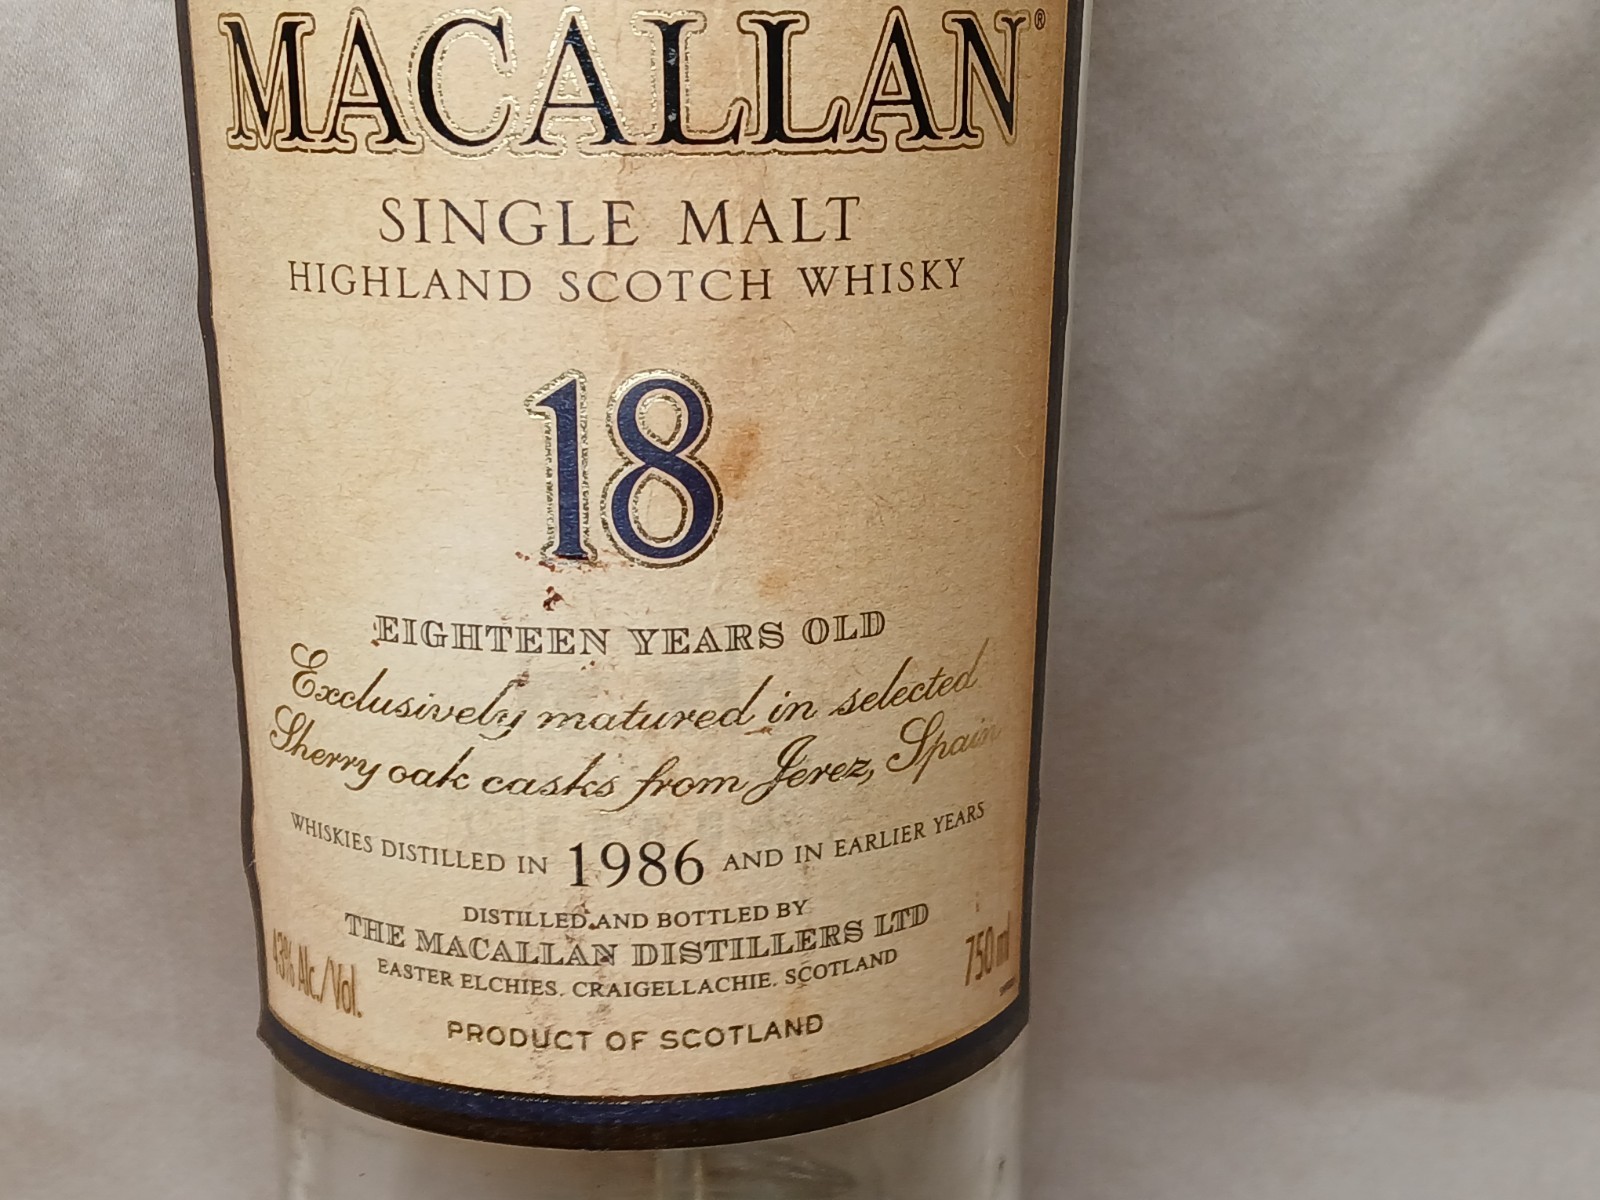 MACALLAN®
SINGLE MALT
HIGHLAND SCOTCH WHISKY
18
EIGHTEEN YEARS OLD
Exclusively matured in selected
Sherry oak casks from Jerez, Spain
WHISKIES DISTILLED IN 1986 AND IN EARLIER YEARS
DISTILLED AND BOTTLED BY
THE MACALLAN DISTILLERS LTD
EASTER ELCHIES. CRAIGELLACHIE. SCOTLAND
43% Alc./Vol.
750 ml
PRODUCT OF SCOTLAND